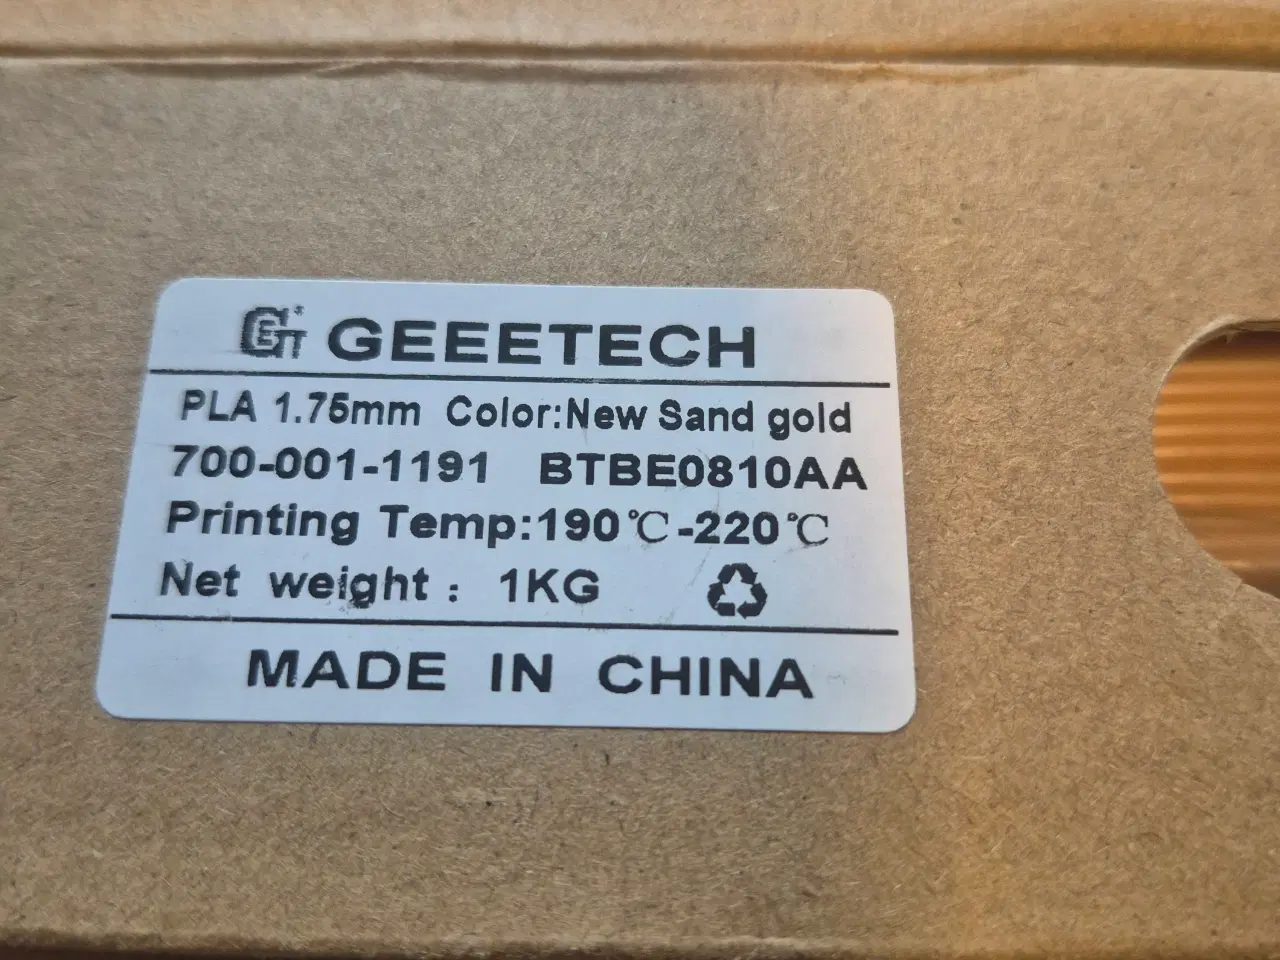 GEEETECH
PLA 1.75mm Color:New Sand gold
700-001-1191 BTBE0810AA
Printing Temp:190℃-220℃
Net weight : 1KG
MADE IN CHINA